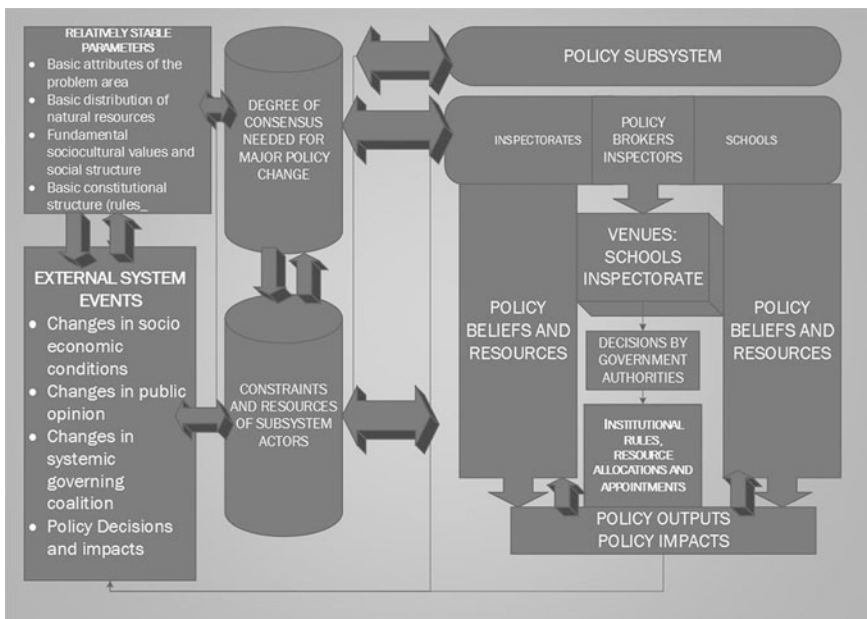 RELATIVELY STABLE
PARAMETERS
• Basic attributes of the
problem area
• Basic distribution of
natural resources
• Fundamental
sociocultural values and
social structure
• Basic constitutional
structure (rules_
EXTERNAL SYSTEM
EVENTS
• Changes in socio
economic
conditions
• Changes in public
opinion
• Changes in
systemic
governing
coalition
• Policy Decisions
and impacts
DEGREE OF
CONSENSUS
NEEDED FOR
MAJOR POLICY
CHANGE
CONSTRAINTS
AND RESOURCES
OF SUBSYSTEM
ACTORS
POLICY SUBSYSTEM
INSPECTORATES
POLICY
BROKERS
INSPECTORS
SCHOOLS
POLICY
BELIEFS AND
RESOURCES
VENUES:
SCHOOLS
INSPECTORATE
DECISIONS BY
GOVERNMENT
AUTHORITIES
INSTITUTIONAL
RULES,
RESOURCE
ALLOCATIONS AND
APPOINTMENTS
POLICY
BELIEFS AND
RESOURCES
POLICY OUTPUTS
POLICY IMPACTS